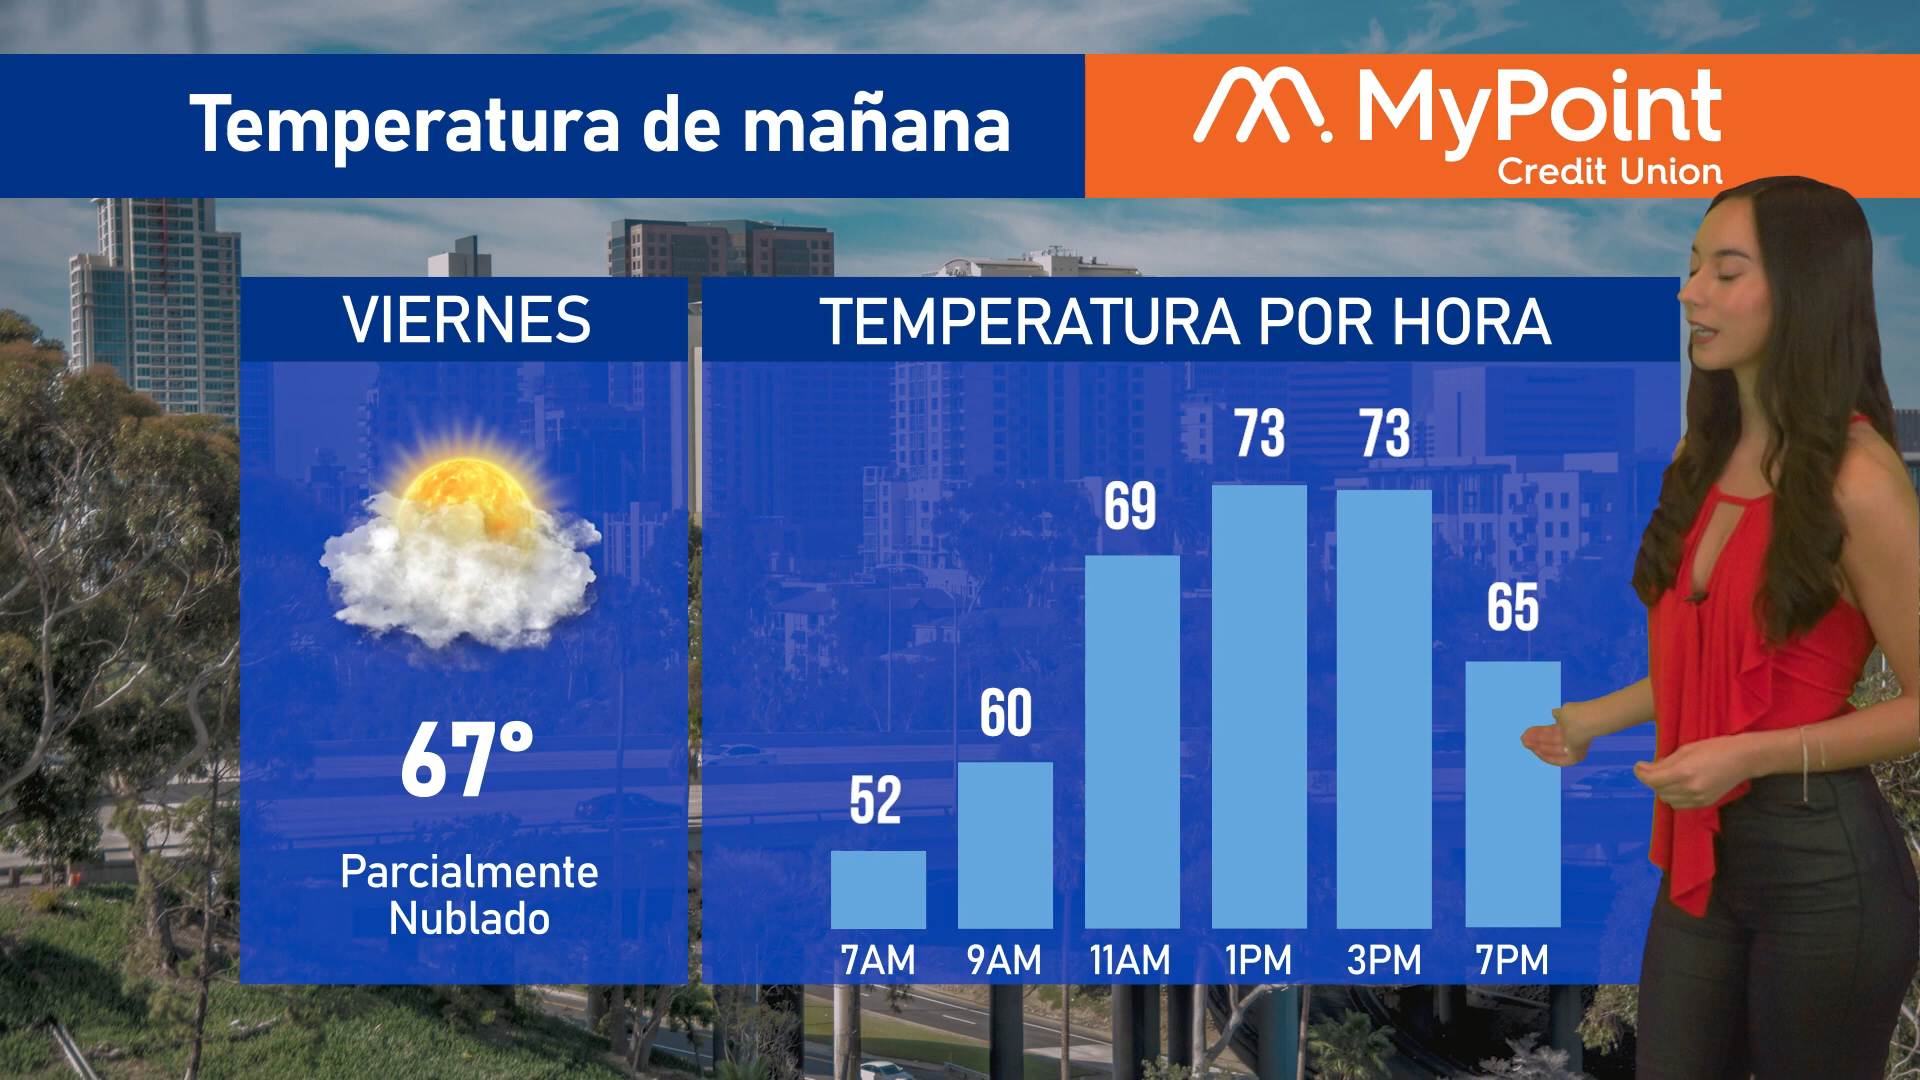 Temperatura de mañana
MyPoint
Credit Union
VIERNES
67°
Parcialmente
Nublado
TEMPERATURA POR HORA
52
60
69
73
73
65
7AM
9AM
11AM
1PM
3PM
7PM